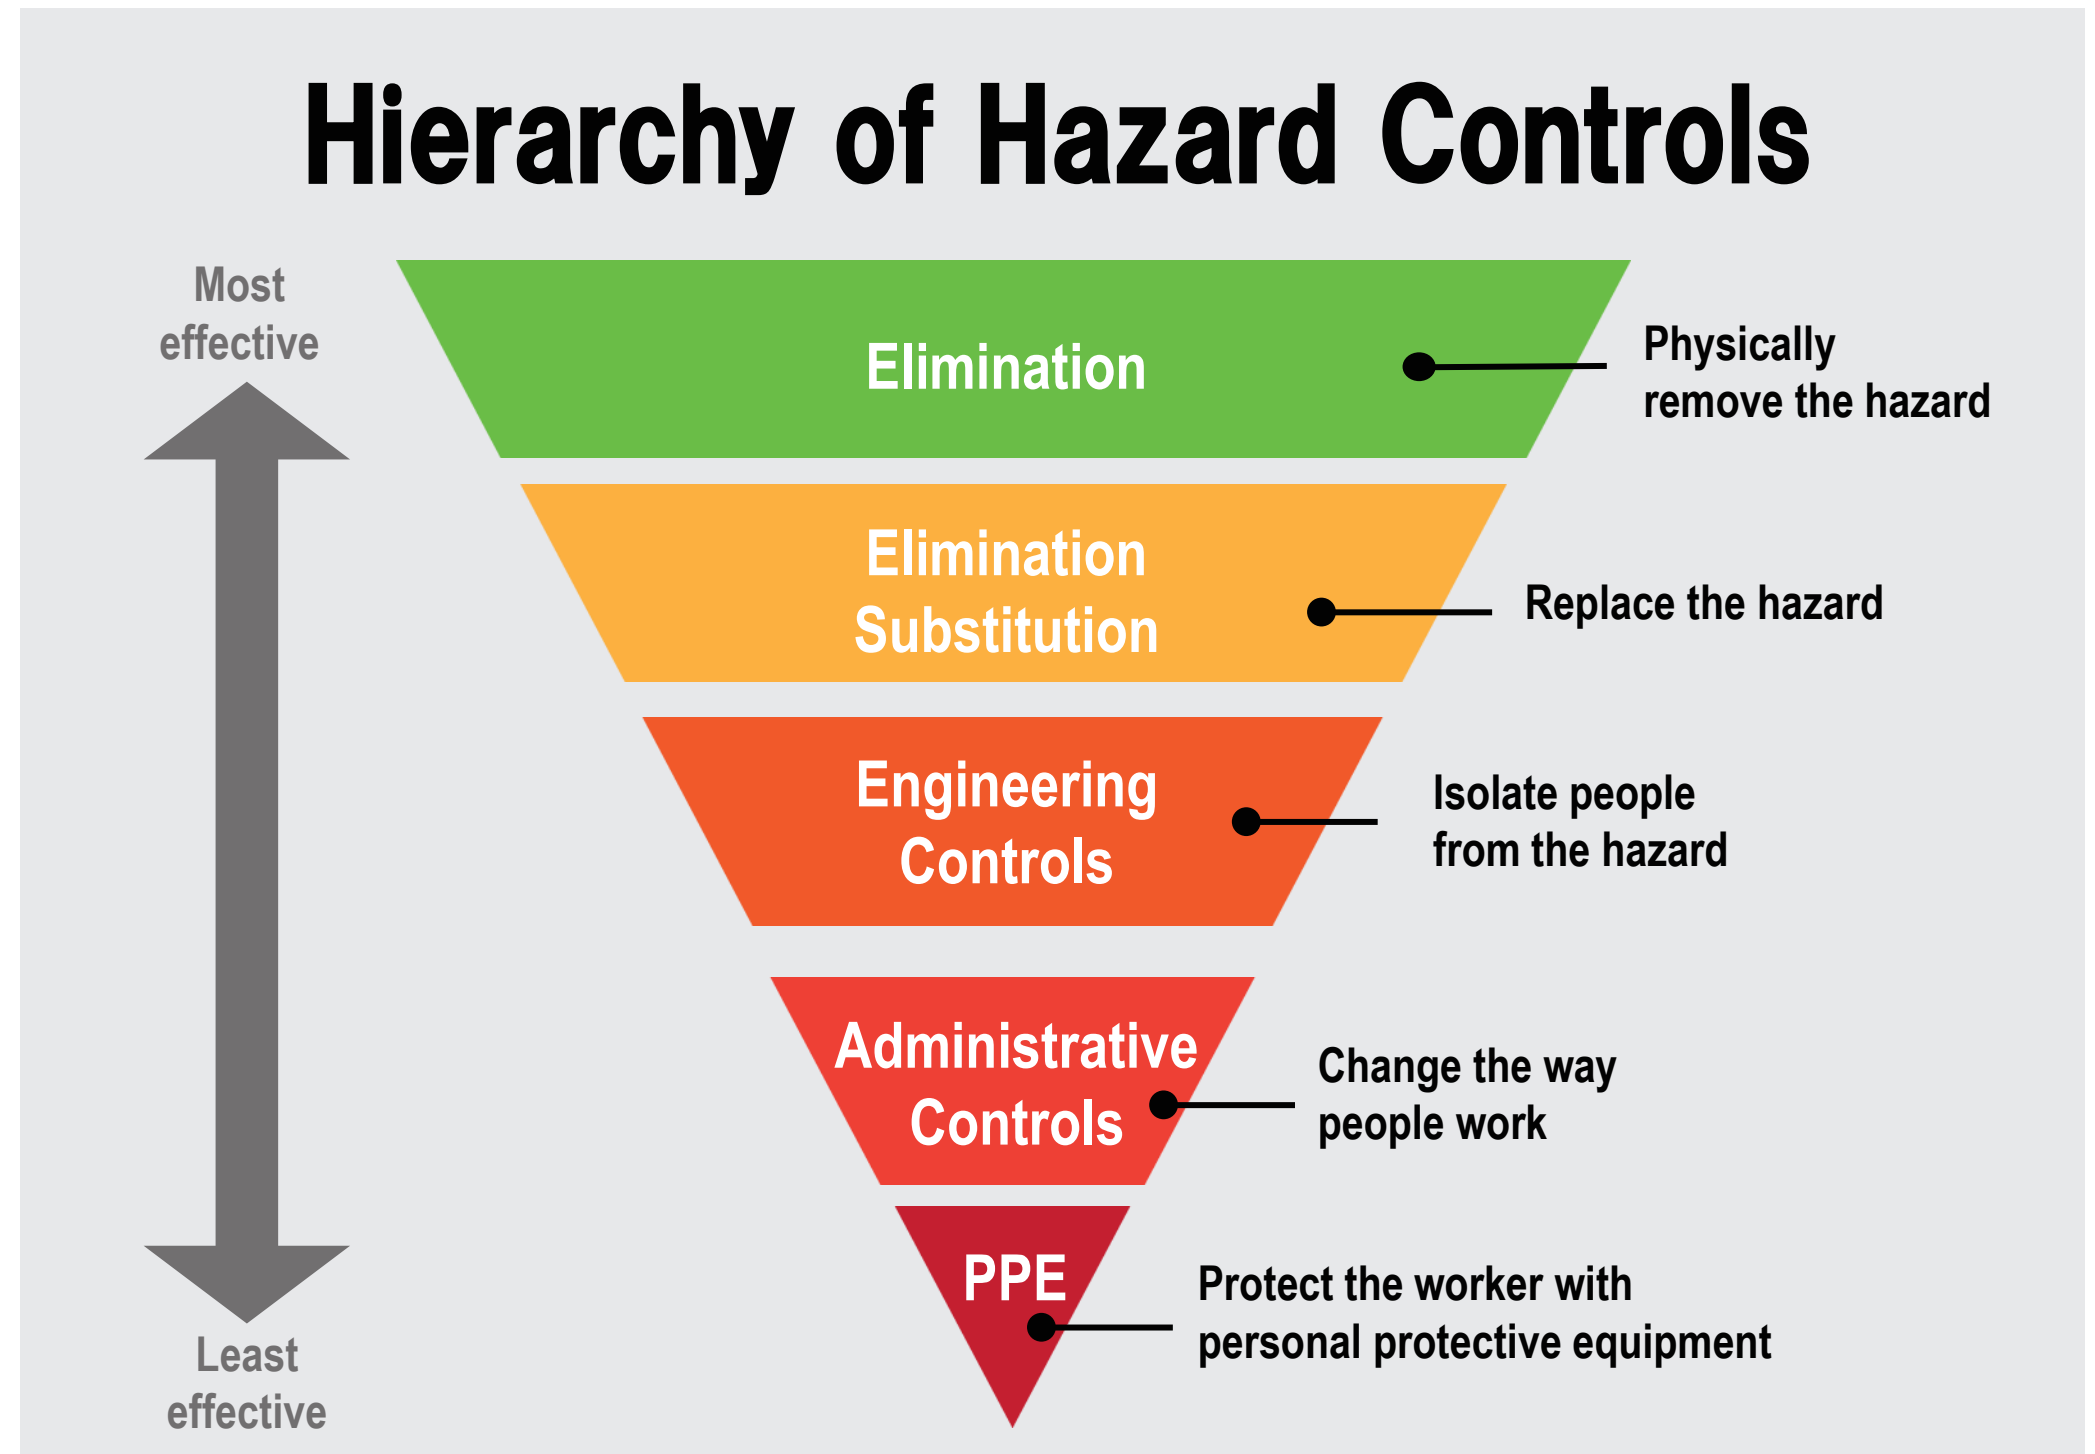 Hierarchy of Hazard Controls
Most
effective
Elimination
Physically
remove the hazard
Elimination
Substitution
Replace the hazard
Engineering
Controls
Isolate people
from the hazard
Administrative
Controls
Change the way
people work
PPE
Protect the worker with
personal protective equipment
Least
effective